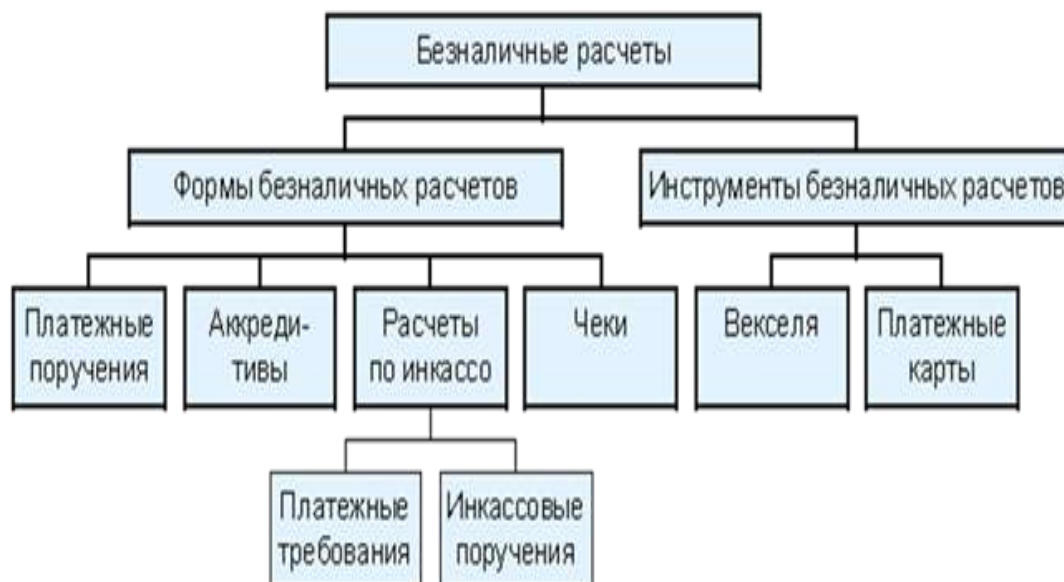 Безналичные расчеты
Формы безналичных расчетов
Инструменты безналичных расчетов
Платежные
поручения
Аккреди-
тивы
Расчеты
по инкассо
Чеки
Векселя
Платежные
карты
Платежные
требования
Инкассовые
поручения